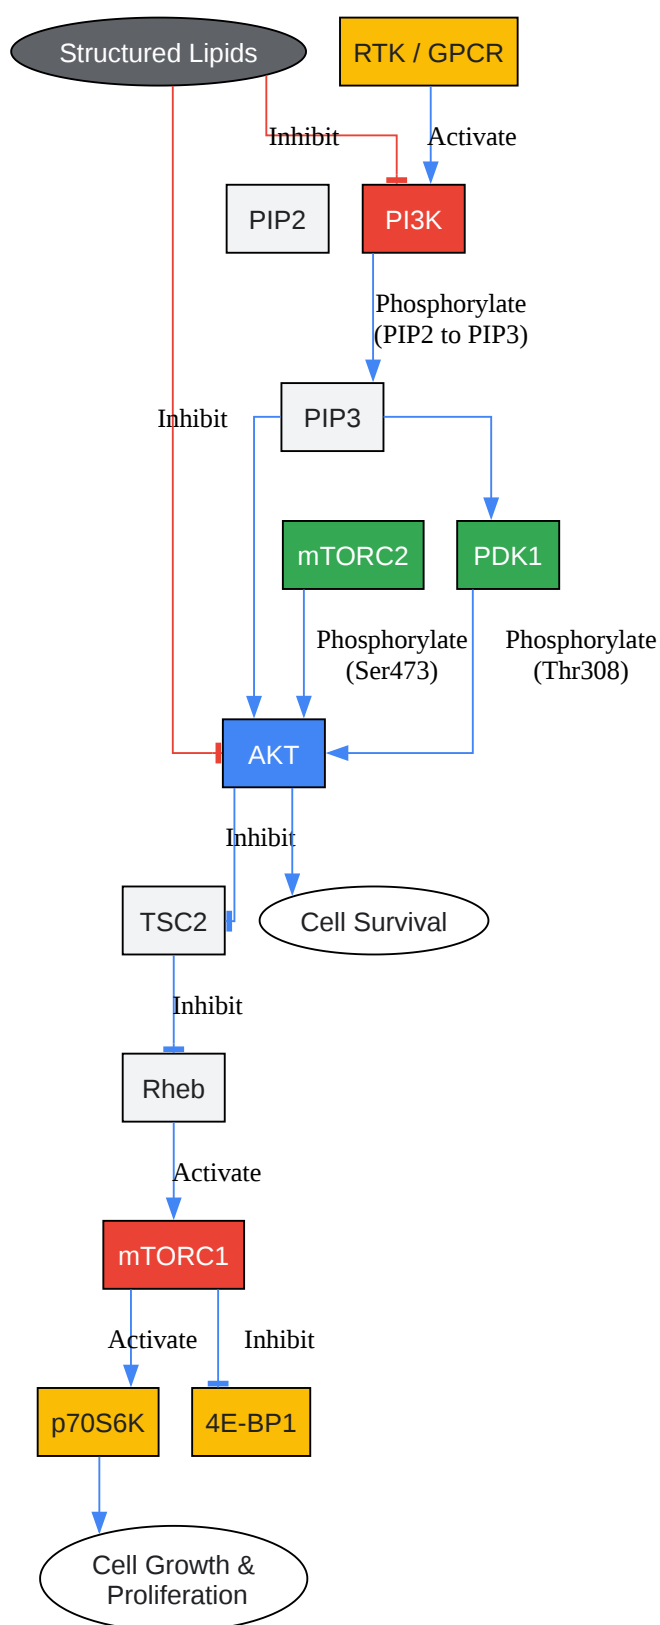 Structured Lipids
RTK / GPCR
Inhibit
Activate
PIP2
PI3K
Phosphorylate
(PIP2 to PIP3)
Inhibit
PIP3
mTORC2
PDK1
Phosphorylate
(Ser473)
Phosphorylate
(Thr308)
AKT
Inhibit
TSC2
Cell Survival
Inhibit
Rheb
Activate
mTORC1
Activate
Inhibit
p70S6K
4E-BP1
Cell Growth &
Proliferation